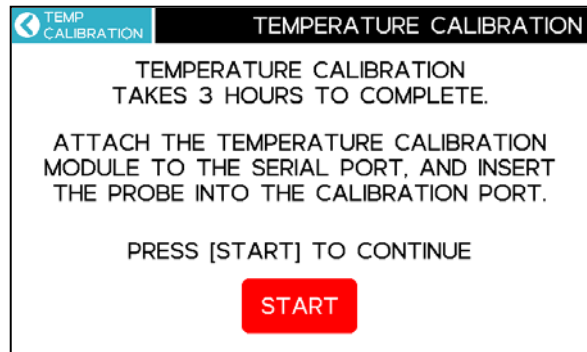 TEMP
CALIBRATION
TEMPERATURE CALIBRATION
TEMPERATURE CALIBRATION
TAKES 3 HOURS TO COMPLETE.
ATTACH THE TEMPERATURE CALIBRATION
MODULE TO THE SERIAL PORT, AND INSERT
THE PROBE INTO THE CALIBRATION PORT.
PRESS [START] TO CONTINUE
START